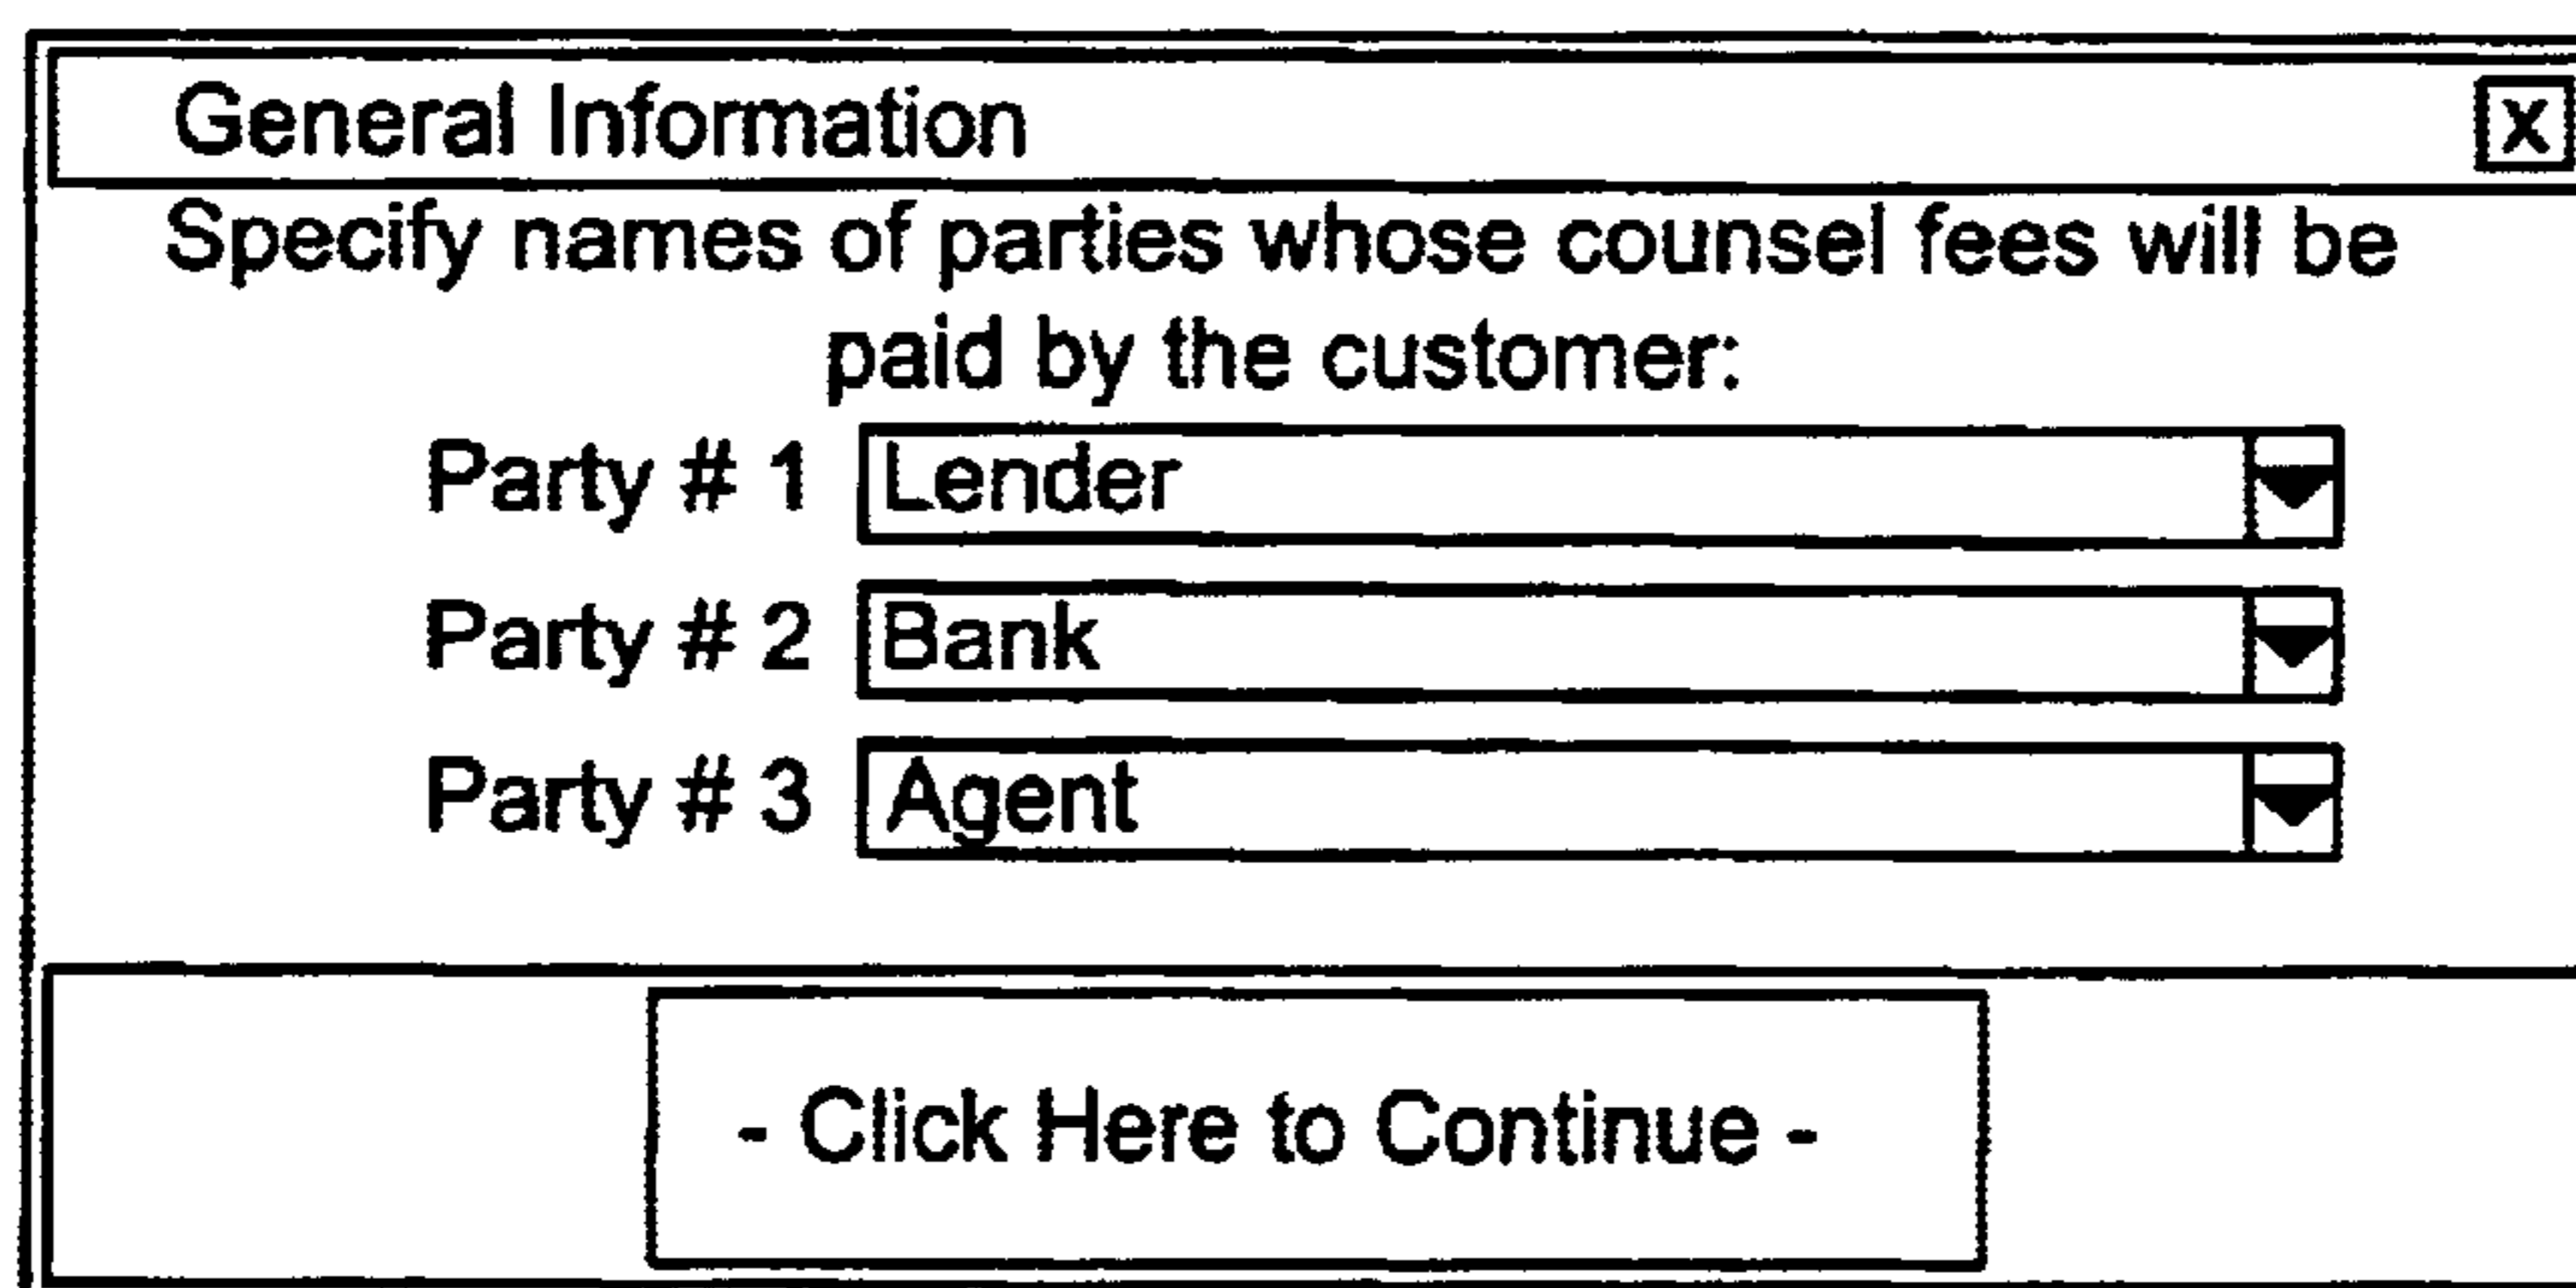 General Information X
Specify names of parties whose counsel fees will be
paid by the customer:
Party # 1 Lender
Party # 2 Bank
Party # 3 Agent
- Click Here to Continue -